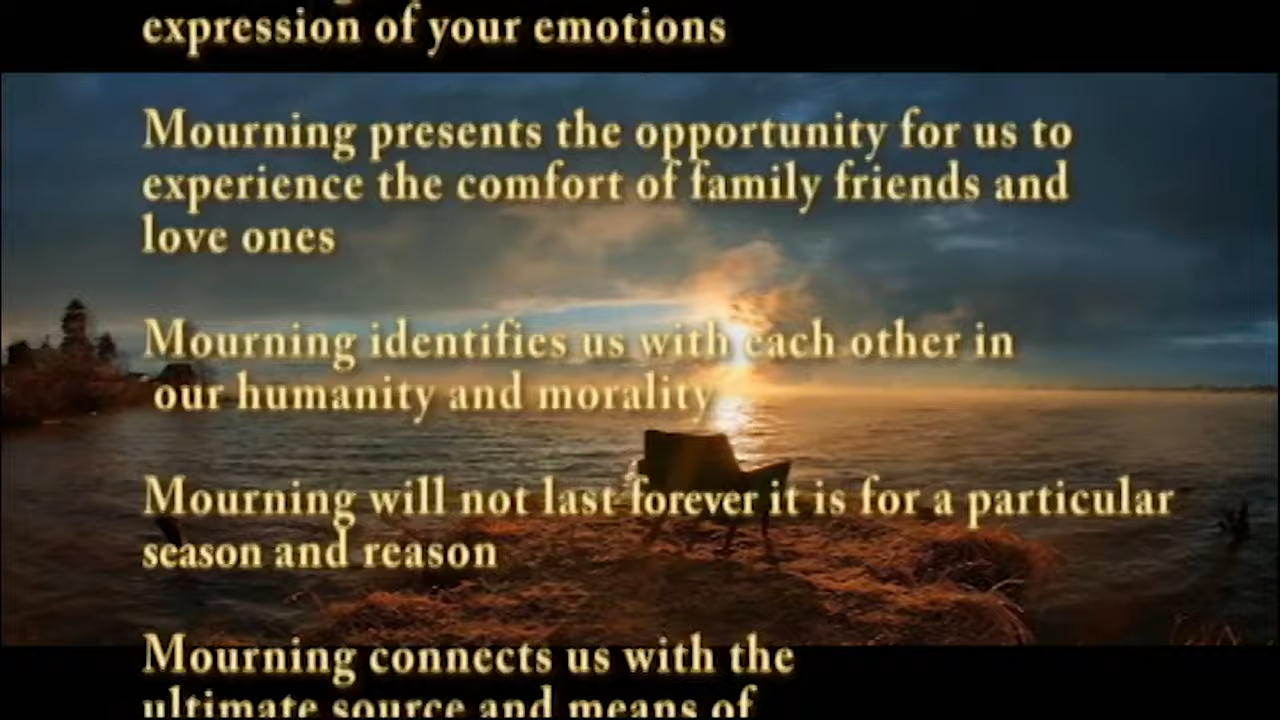 expression of your emotions
Mourning presents the opportunity for us to
experience the comfort of family friends and
love ones
Mourning identifies us with each other in
our humanity and morality
Mourning will not last forever it is for a particular
season and reason
Mourning connects us with the
ultimate source and means of